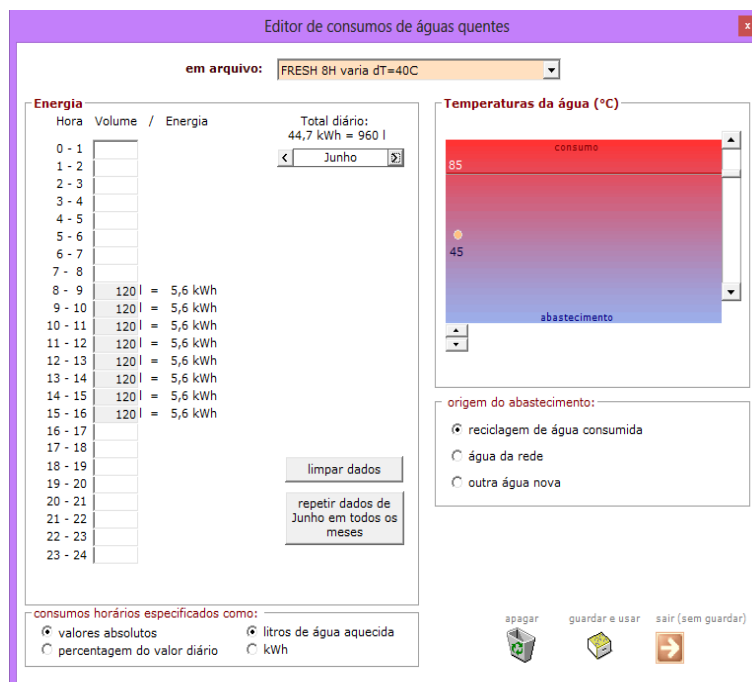 Editor de consumos de águas quentes
x
em arquivo: FRESH 8H varia dT=40C
Energia
Hora Volume / Energia
Total diário:
44,7 kWh = 960 l
< Junho >
0 - 1
1 - 2
2 - 3
3 - 4
4 - 5
5 - 6
6 - 7
7 - 8
8 - 9 120 l = 5,6 kWh
9 - 10 120 l = 5,6 kWh
10 - 11 120 l = 5,6 kWh
11 - 12 120 l = 5,6 kWh
12 - 13 120 l = 5,6 kWh
13 - 14 120 l = 5,6 kWh
14 - 15 120 l = 5,6 kWh
15 - 16 120 l = 5,6 kWh
16 - 17
17 - 18
18 - 19
19 - 20
20 - 21
21 - 22
22 - 23
23 - 24
limpar dados
repetir dados de
Junho em todos os
meses
Temperaturas da água (°C)
consumo
85
45
abastecimento
origem do abastecimento:
reciclagem de água consumida
água da rede
outra água nova
consumos horários especificados como:
valores absolutos
litros de água aquecida
percentagem do valor diário
kWh
apagar
guardar e usar
sair (sem guardar)